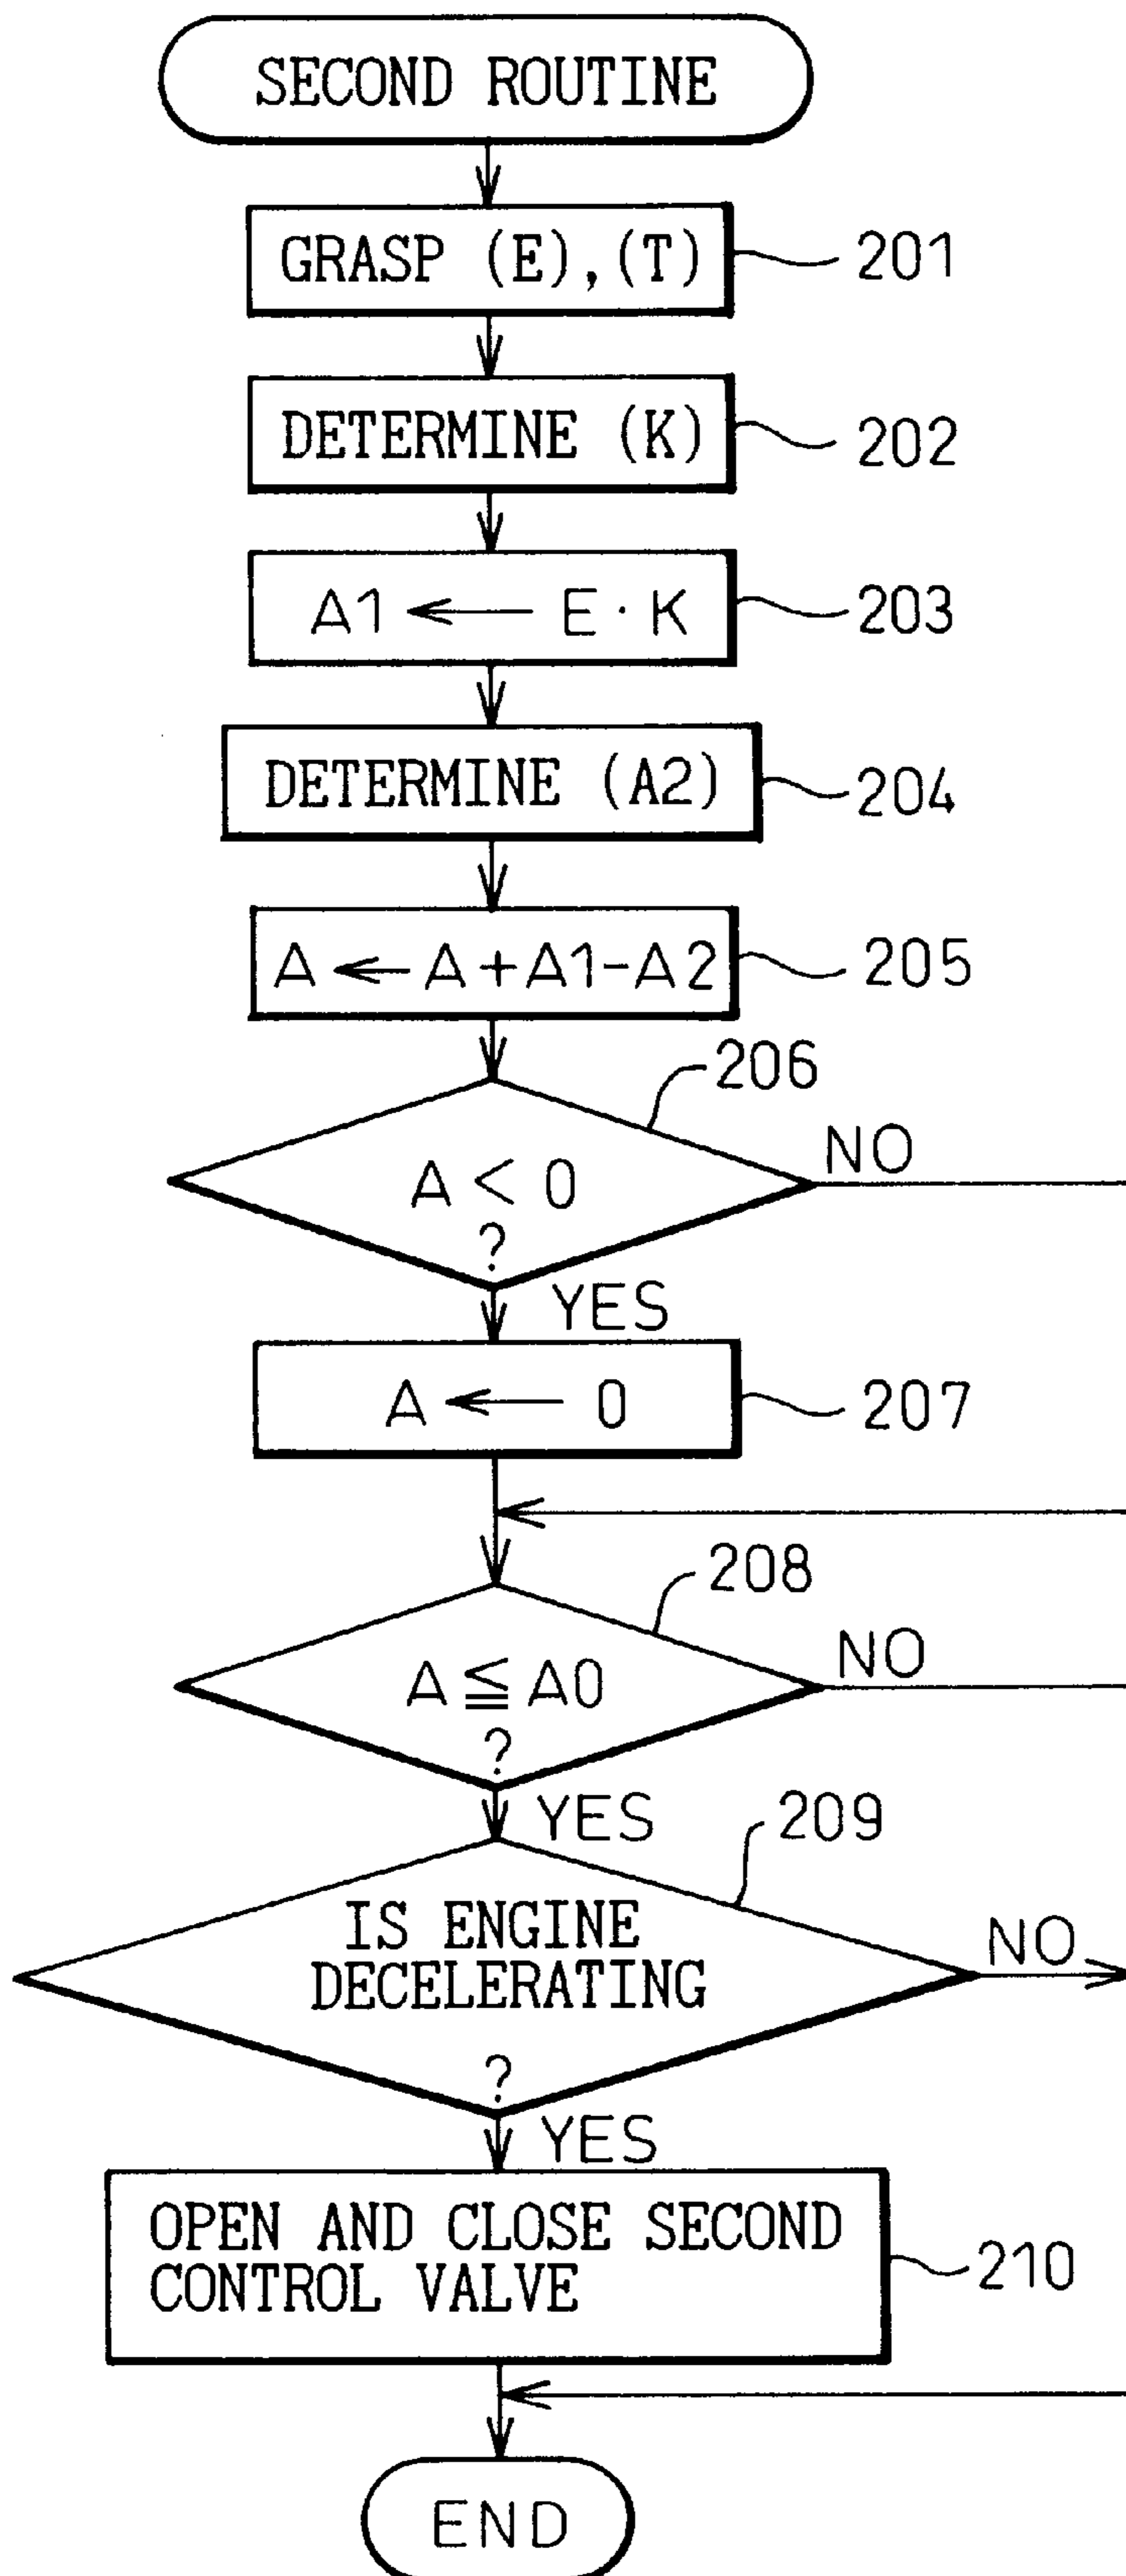 SECOND ROUTINE
GRASP (E),(T)
201
DETERMINE (K)
202
A1 ← E·K
203
DETERMINE (A2)
204
A ← A+A1-A2
205
206
A < 0
?
NO
YES
A ← 0
207
208
A ≦ A0
?
NO
YES
209
IS ENGINE
DECELERATING
?
NO
YES
OPEN AND CLOSE SECOND
CONTROL VALVE
210
END